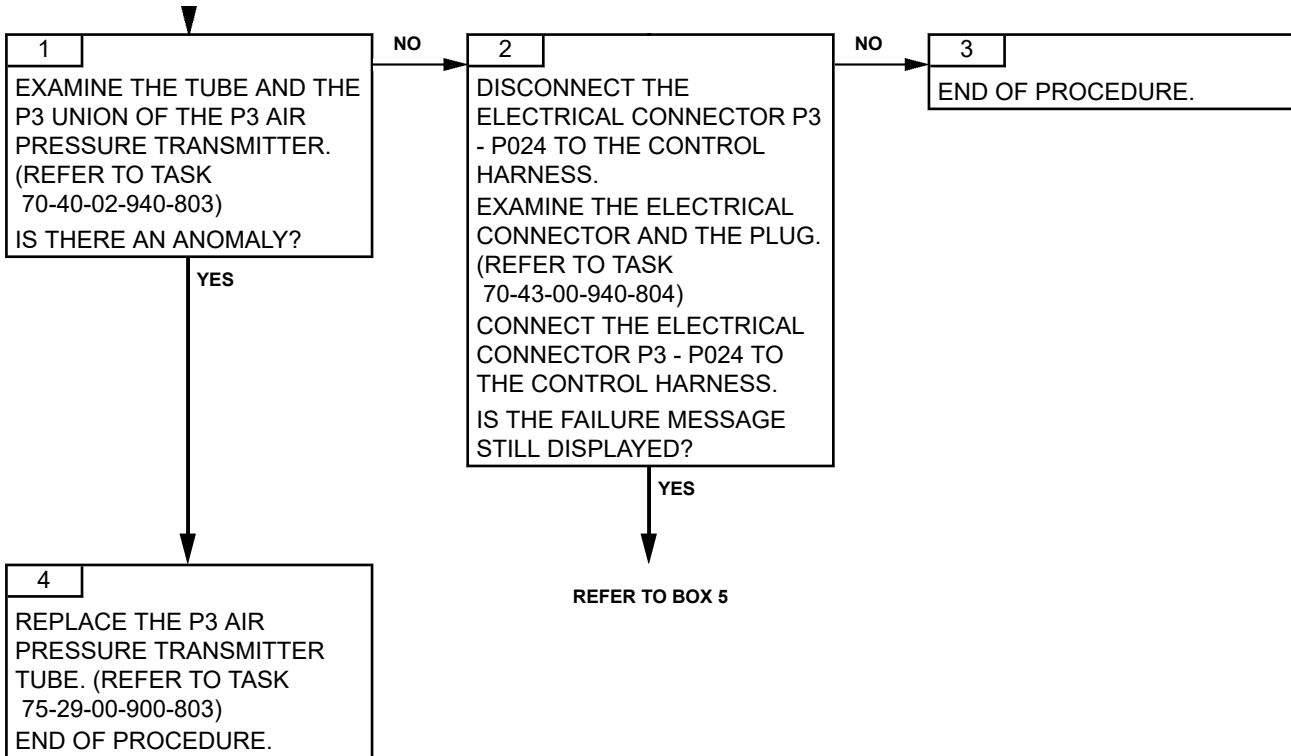 1
EXAMINE THE TUBE AND THE
P3 UNION OF THE P3 AIR
PRESSURE TRANSMITTER.
(REFER TO TASK
70-40-02-940-803)
IS THERE AN ANOMALY?
NO
YES
2
DISCONNECT THE
ELECTRICAL CONNECTOR P3
- P024 TO THE CONTROL
HARNESS.
EXAMINE THE ELECTRICAL
CONNECTOR AND THE PLUG.
(REFER TO TASK
70-43-00-940-804)
CONNECT THE ELECTRICAL
CONNECTOR P3 - P024 TO
THE CONTROL HARNESS.
IS THE FAILURE MESSAGE
STILL DISPLAYED?
NO
YES
REFER TO BOX 5
3
END OF PROCEDURE.
4
REPLACE THE P3 AIR
PRESSURE TRANSMITTER
TUBE. (REFER TO TASK
75-29-00-900-803)
END OF PROCEDURE.